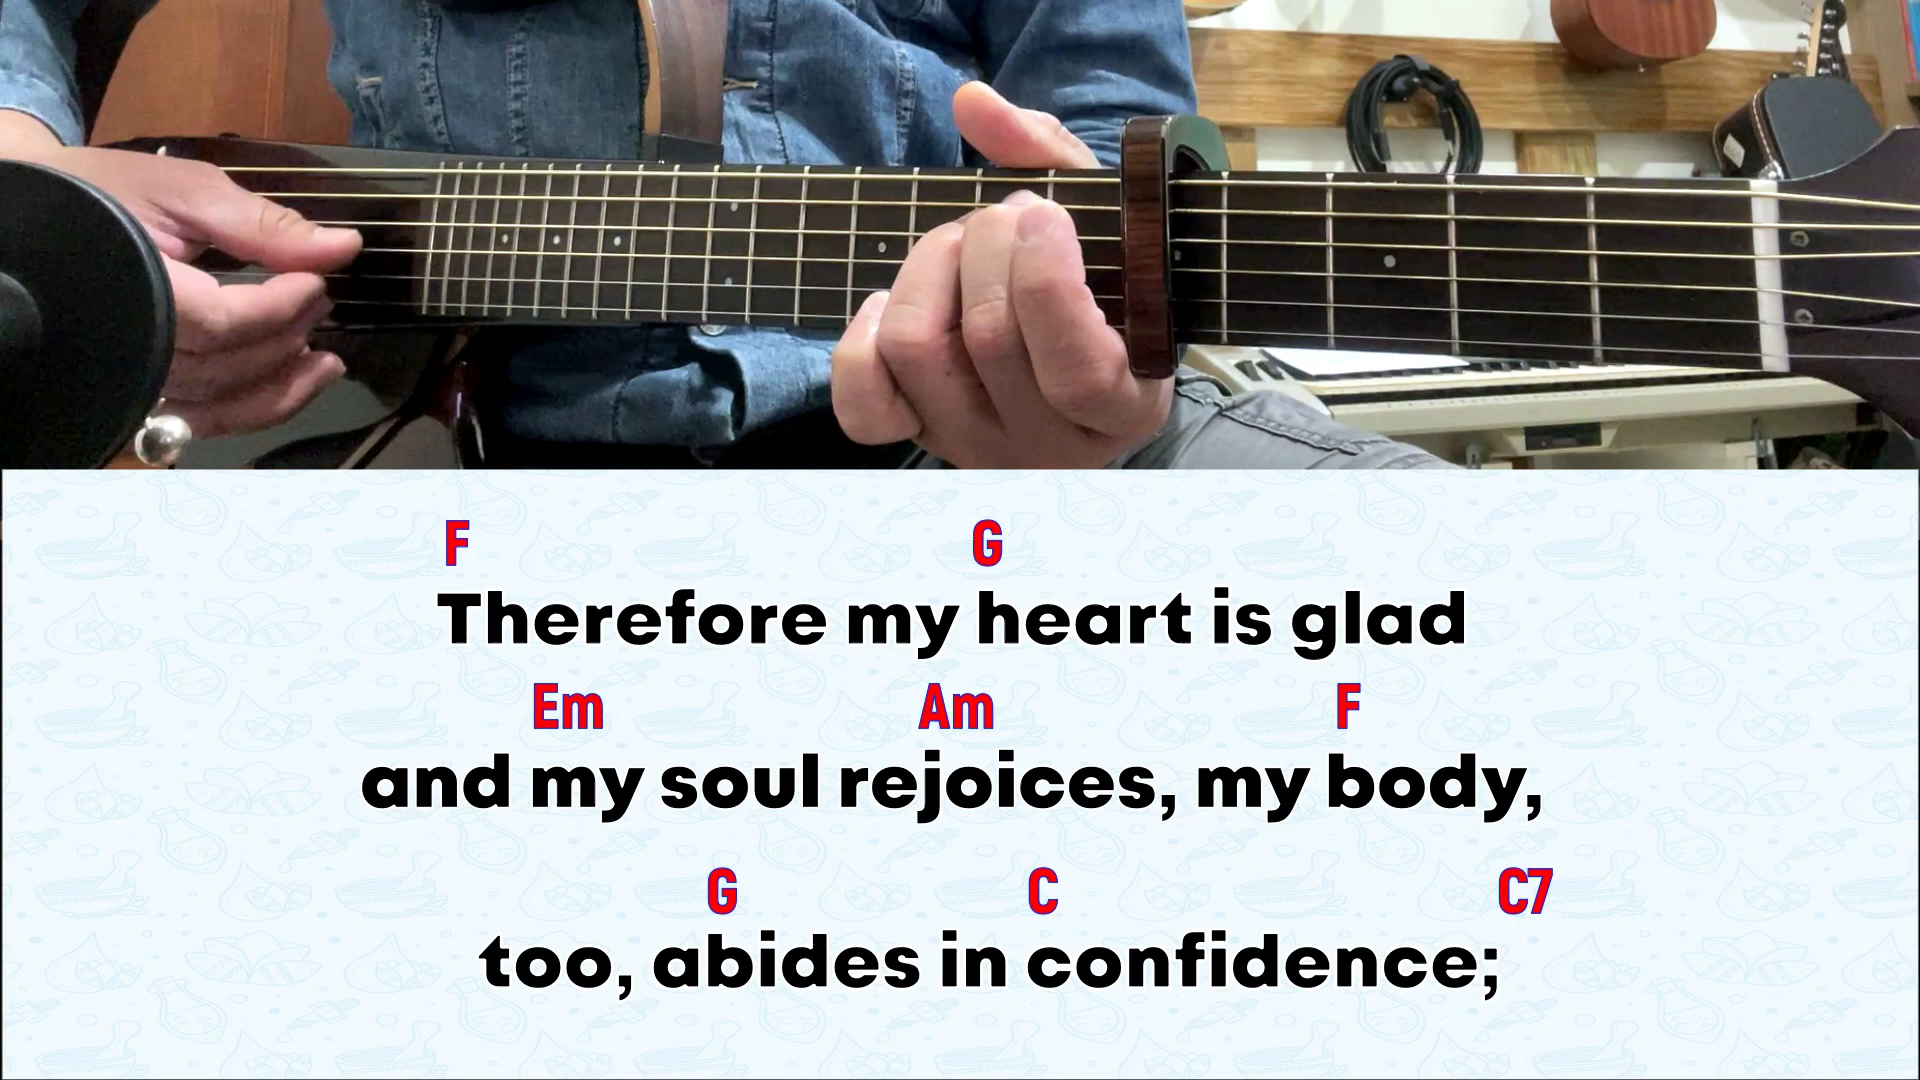 F G
Therefore my heart is glad
Em Am F
and my soul rejoices, my body,
G C C7
too, abides in confidence;